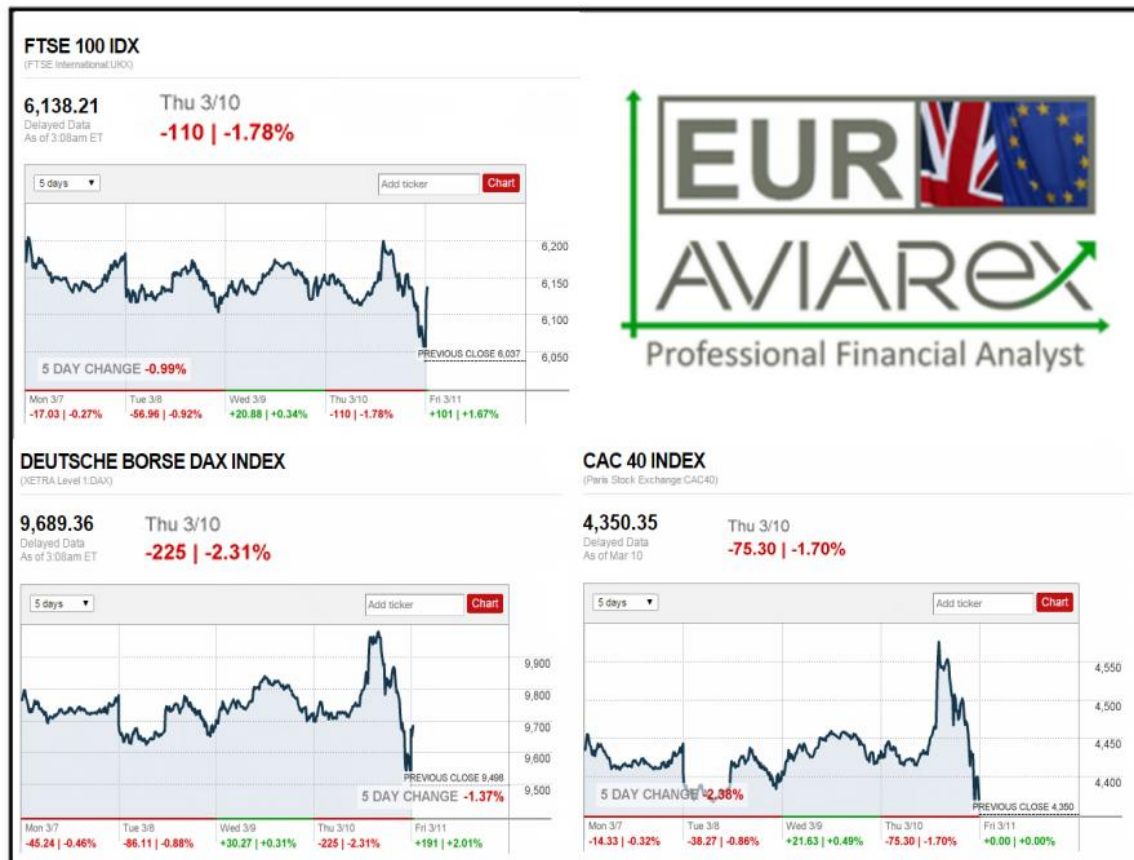 FTSE 100 IDX
(FTSE International:UKX)
6,138.21
Delayed Data
As of 3:08am ET
Thu 3/10
-110 | -1.78%
5 days
Add ticker
Chart
6,200
6,150
6,100
6,050
PREVIOUS CLOSE 6,037
5 DAY CHANGE -0.99%
Mon 3/7 Tue 3/8 Wed 3/9 Thu 3/10 Fri 3/11
-17.03 | -0.27% -56.96 | -0.92% +20.88 | +0.34% -110 | -1.78% +101 | +1.67%
EUR
AVIARex
Professional Financial Analyst
DEUTSCHE BORSE DAX INDEX
(XETRA Level 1:DAX)
9,689.36
Delayed Data
As of 3:08am ET
Thu 3/10
-225 | -2.31%
5 days
Add ticker
Chart
9,900
9,800
9,700
9,600
9,500
PREVIOUS CLOSE 9,498
5 DAY CHANGE -1.37%
Mon 3/7 Tue 3/8 Wed 3/9 Thu 3/10 Fri 3/11
-45.24 | -0.46% -86.11 | -0.88% +30.27 | +0.31% -225 | -2.31% +191 | +2.01%
CAC 40 INDEX
(Paris Stock Exchange:CAC40)
4,350.35
Delayed Data
As of Mar 10
Thu 3/10
-75.30 | -1.70%
5 days
Add ticker
Chart
4,550
4,500
4,450
4,400
5 DAY CHANGE -2.38%
PREVIOUS CLOSE 4,350
Mon 3/7 Tue 3/8 Wed 3/9 Thu 3/10 Fri 3/11
-14.33 | -0.32% -38.27 | -0.86% +21.63 | +0.49% -75.30 | -1.70% +0.00 | +0.00%